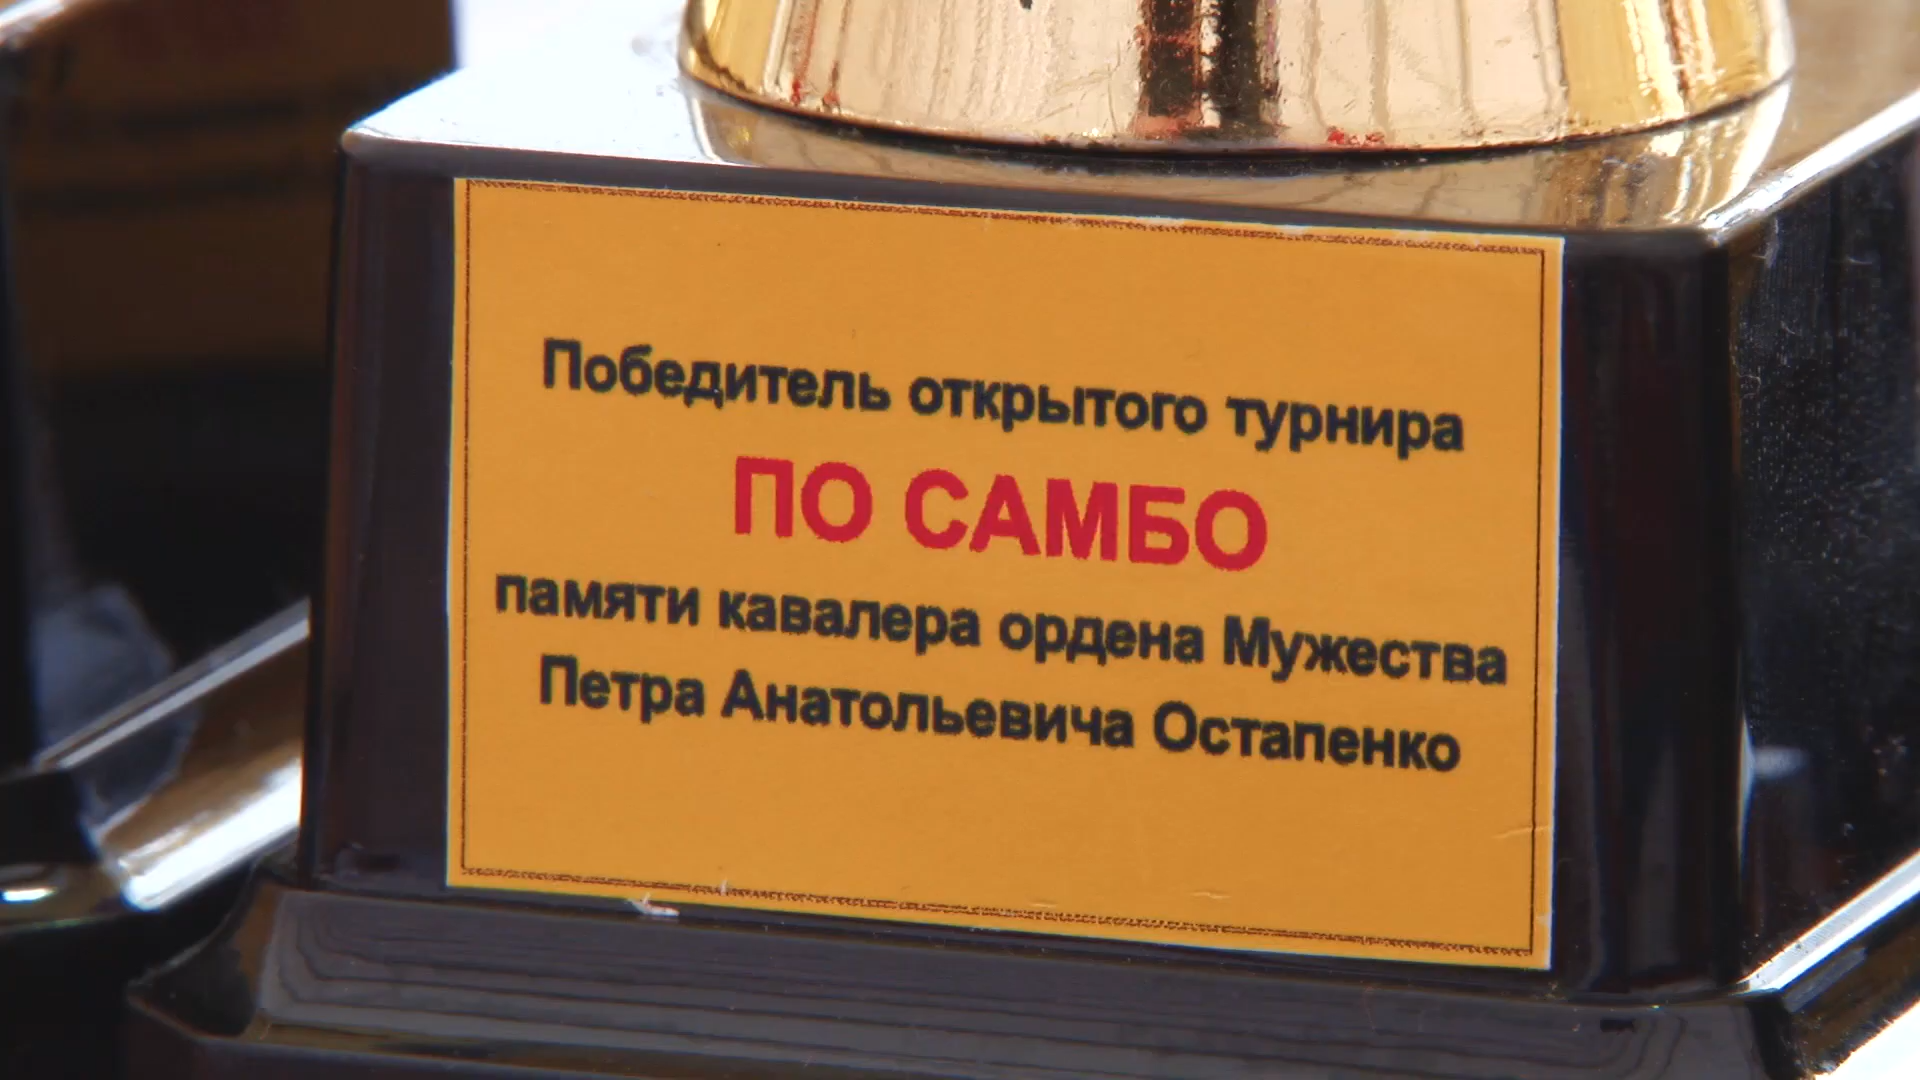 Победитель открытого турнира
ПО САМБО
памяти кавалера ордена Мужества
Петра Анатольевича Остапенко